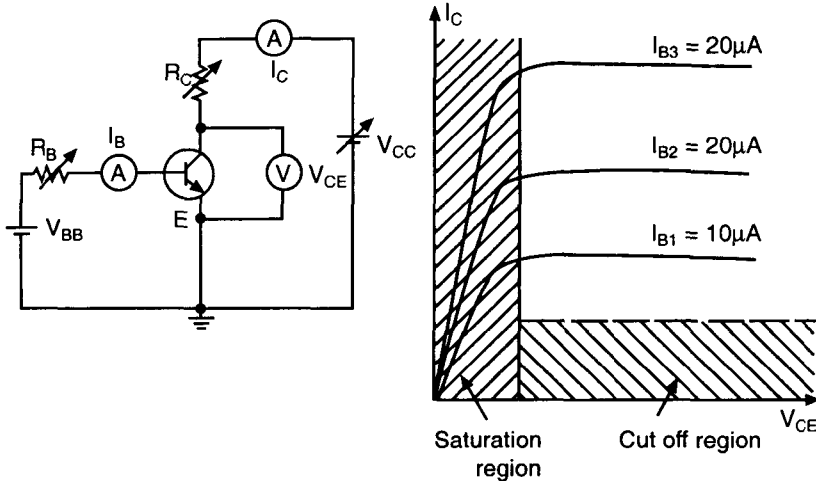 A
I_C
R_C
V_CC
I_B
R_B
A
V
V_CE
E
V_BB
I_C
I_B3 = 20μA
I_B2 = 20μA
I_B1 = 10μA
V_CE
Saturation
region
Cut off region